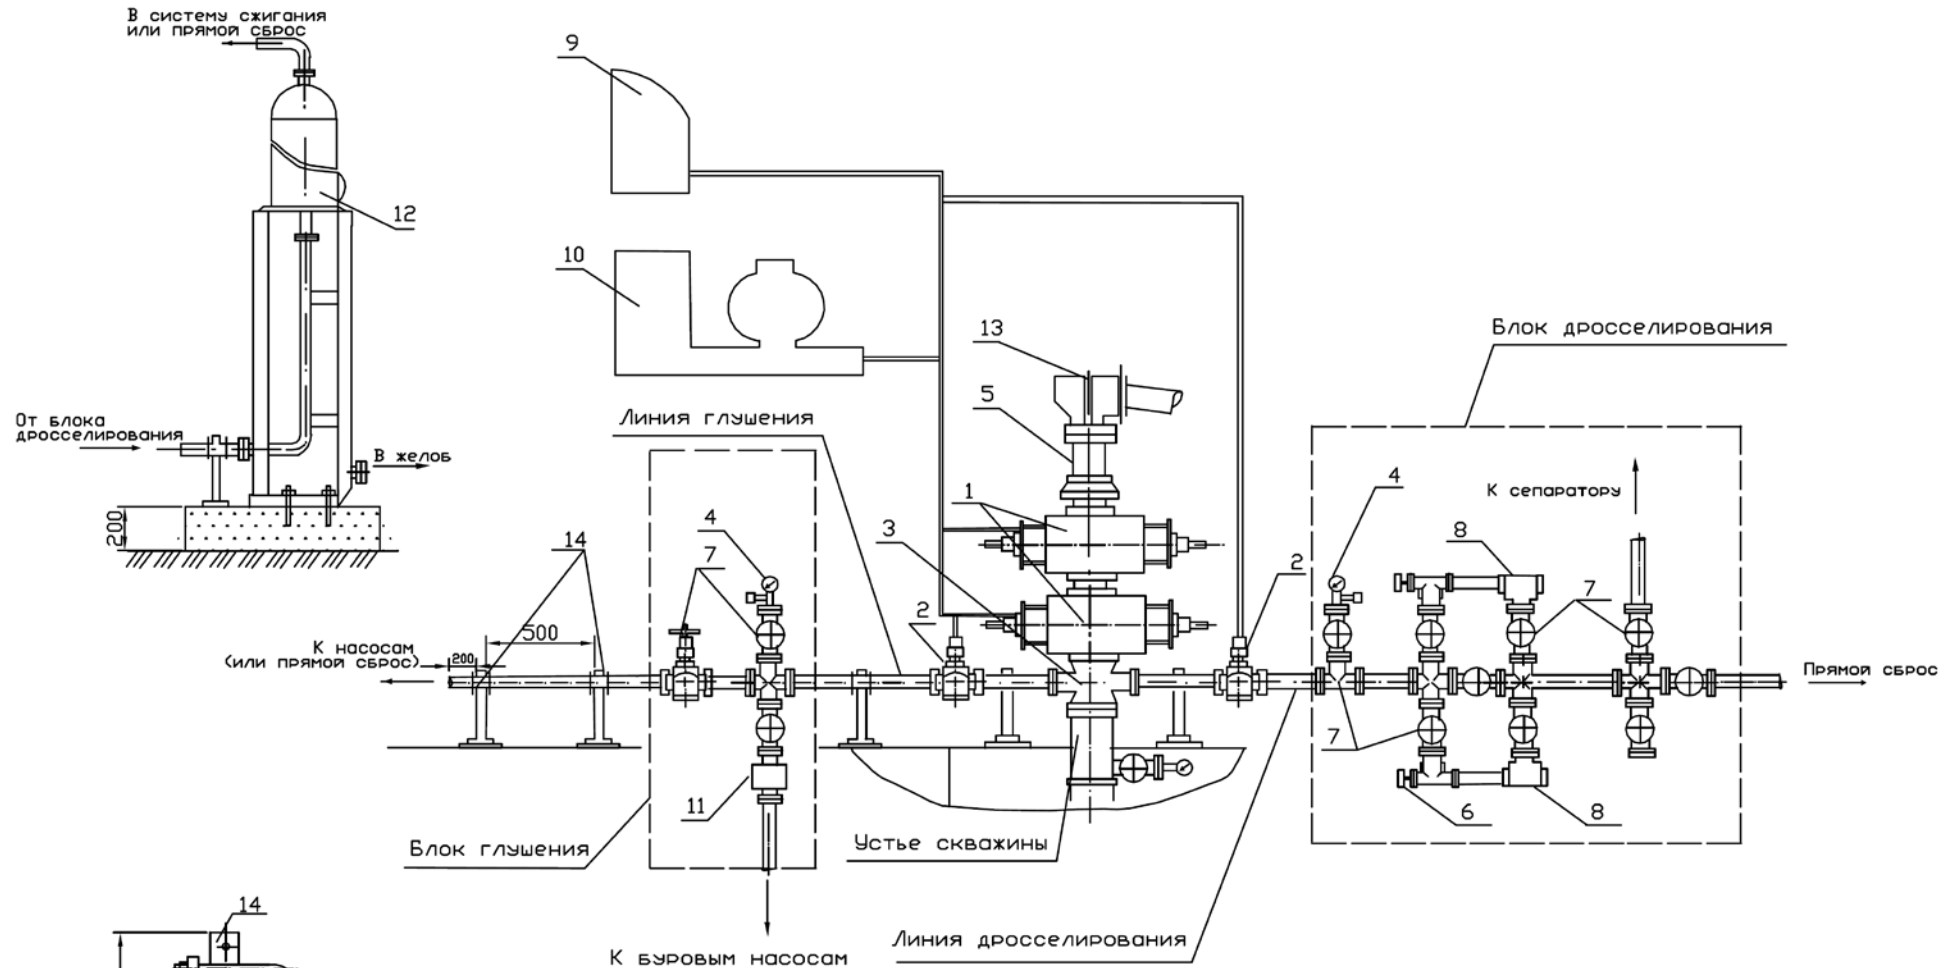 В систему сжигания
или прямой сброс
9
12
10
13
Блок дросселирования
5
Линия глушения
От блока
дросселирования
В желоб
4
К сепаратору
1
4
200
14
7
3
8
2
7
2
500
К насосам
(или прямой сброс)
200
Прямой сброс
7
11
6
8
Блок глушения
Устье скважины
14
Линия дросселирования
К буровым насосам